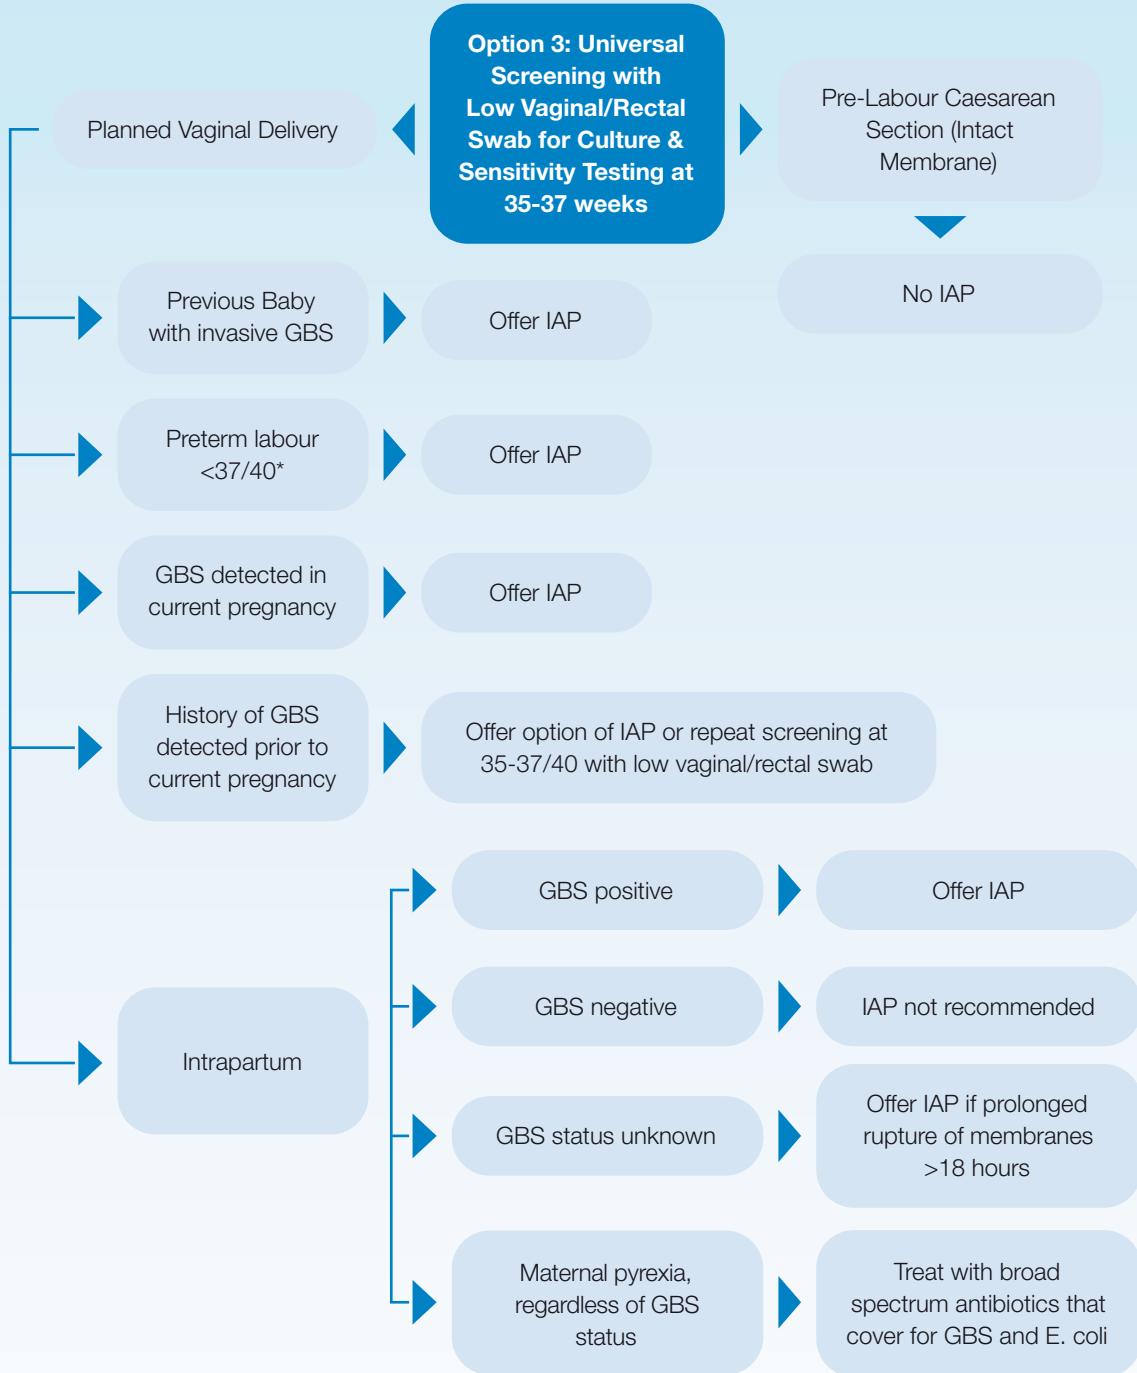 Option 3: Universal
Screening with
Low Vaginal/Rectal
Swab for Culture &
Sensitivity Testing at
35-37 weeks
Planned Vaginal Delivery
Pre-Labour Caesarean
Section (Intact
Membrane)
No IAP
Previous Baby
with invasive GBS
Offer IAP
Preterm labour
<37/40*
Offer IAP
GBS detected in
current pregnancy
Offer IAP
History of GBS
detected prior to
current pregnancy
Offer option of IAP or repeat screening at
35-37/40 with low vaginal/rectal swab
Intrapartum
GBS positive
Offer IAP
GBS negative
IAP not recommended
GBS status unknown
Offer IAP if prolonged
rupture of membranes
>18 hours
Maternal pyrexia,
regardless of GBS
status
Treat with broad
spectrum antibiotics that
cover for GBS and E. coli